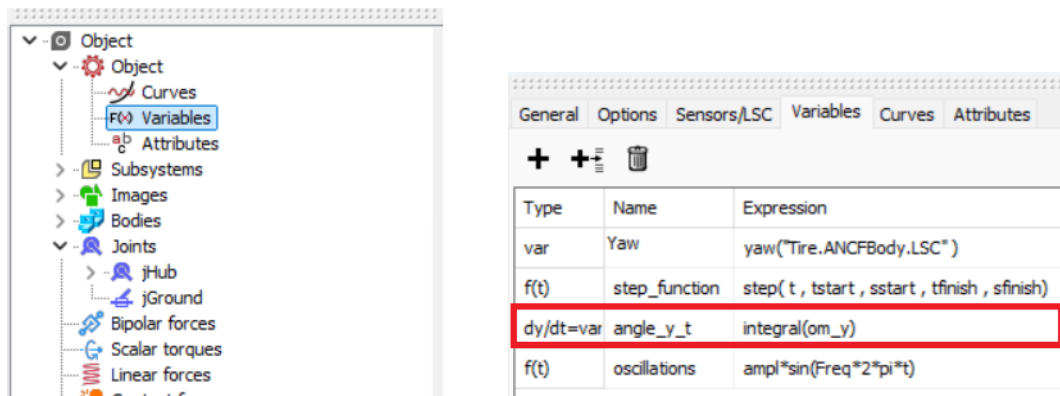 Object
Object
Curves
F(x) Variables
ab
c Attributes
Subsystems
Images
Bodies
Joints
jHub
jGround
Bipolar forces
Scalar torques
Linear forces
General Options Sensors/LSC Variables Curves Attributes
Type Name Expression
var Yaw yaw("Tire.ANCFBody.LSC")
f(t) step_function step( t , tstart , sstart , tfinish , sfinish)
dy/dt=var angle_y_t integral(om_y)
f(t) oscillations ampl*sin(Freq*2*pi*t)